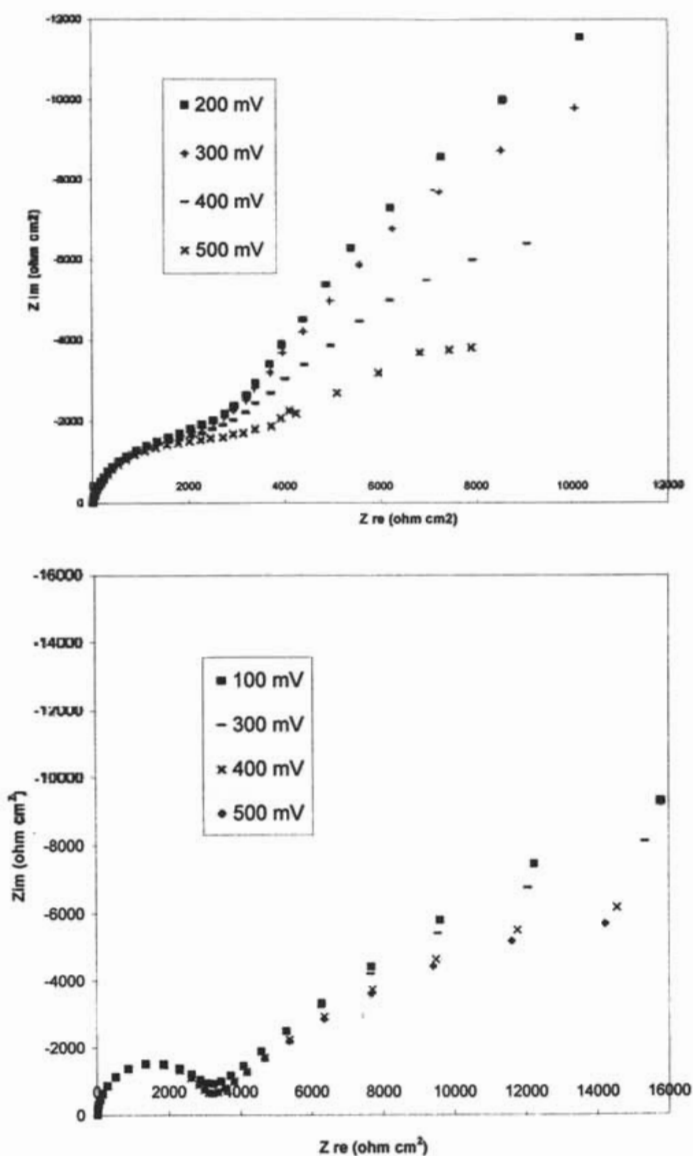 -12000
-10000
-8000
-6000
-4000
-2000
0
Z im (ohm cm2)
■ 200 mV
+ 300 mV
− 400 mV
× 500 mV
0 2000 4000 6000 8000 10000 12000
Z re (ohm cm2)
-16000
-14000
-12000
-10000
-8000
-6000
-4000
-2000
0
Zim (ohm cm²)
■ 100 mV
− 300 mV
× 400 mV
◆ 500 mV
0 2000 4000 6000 8000 10000 12000 14000 16000
Z re (ohm cm²)